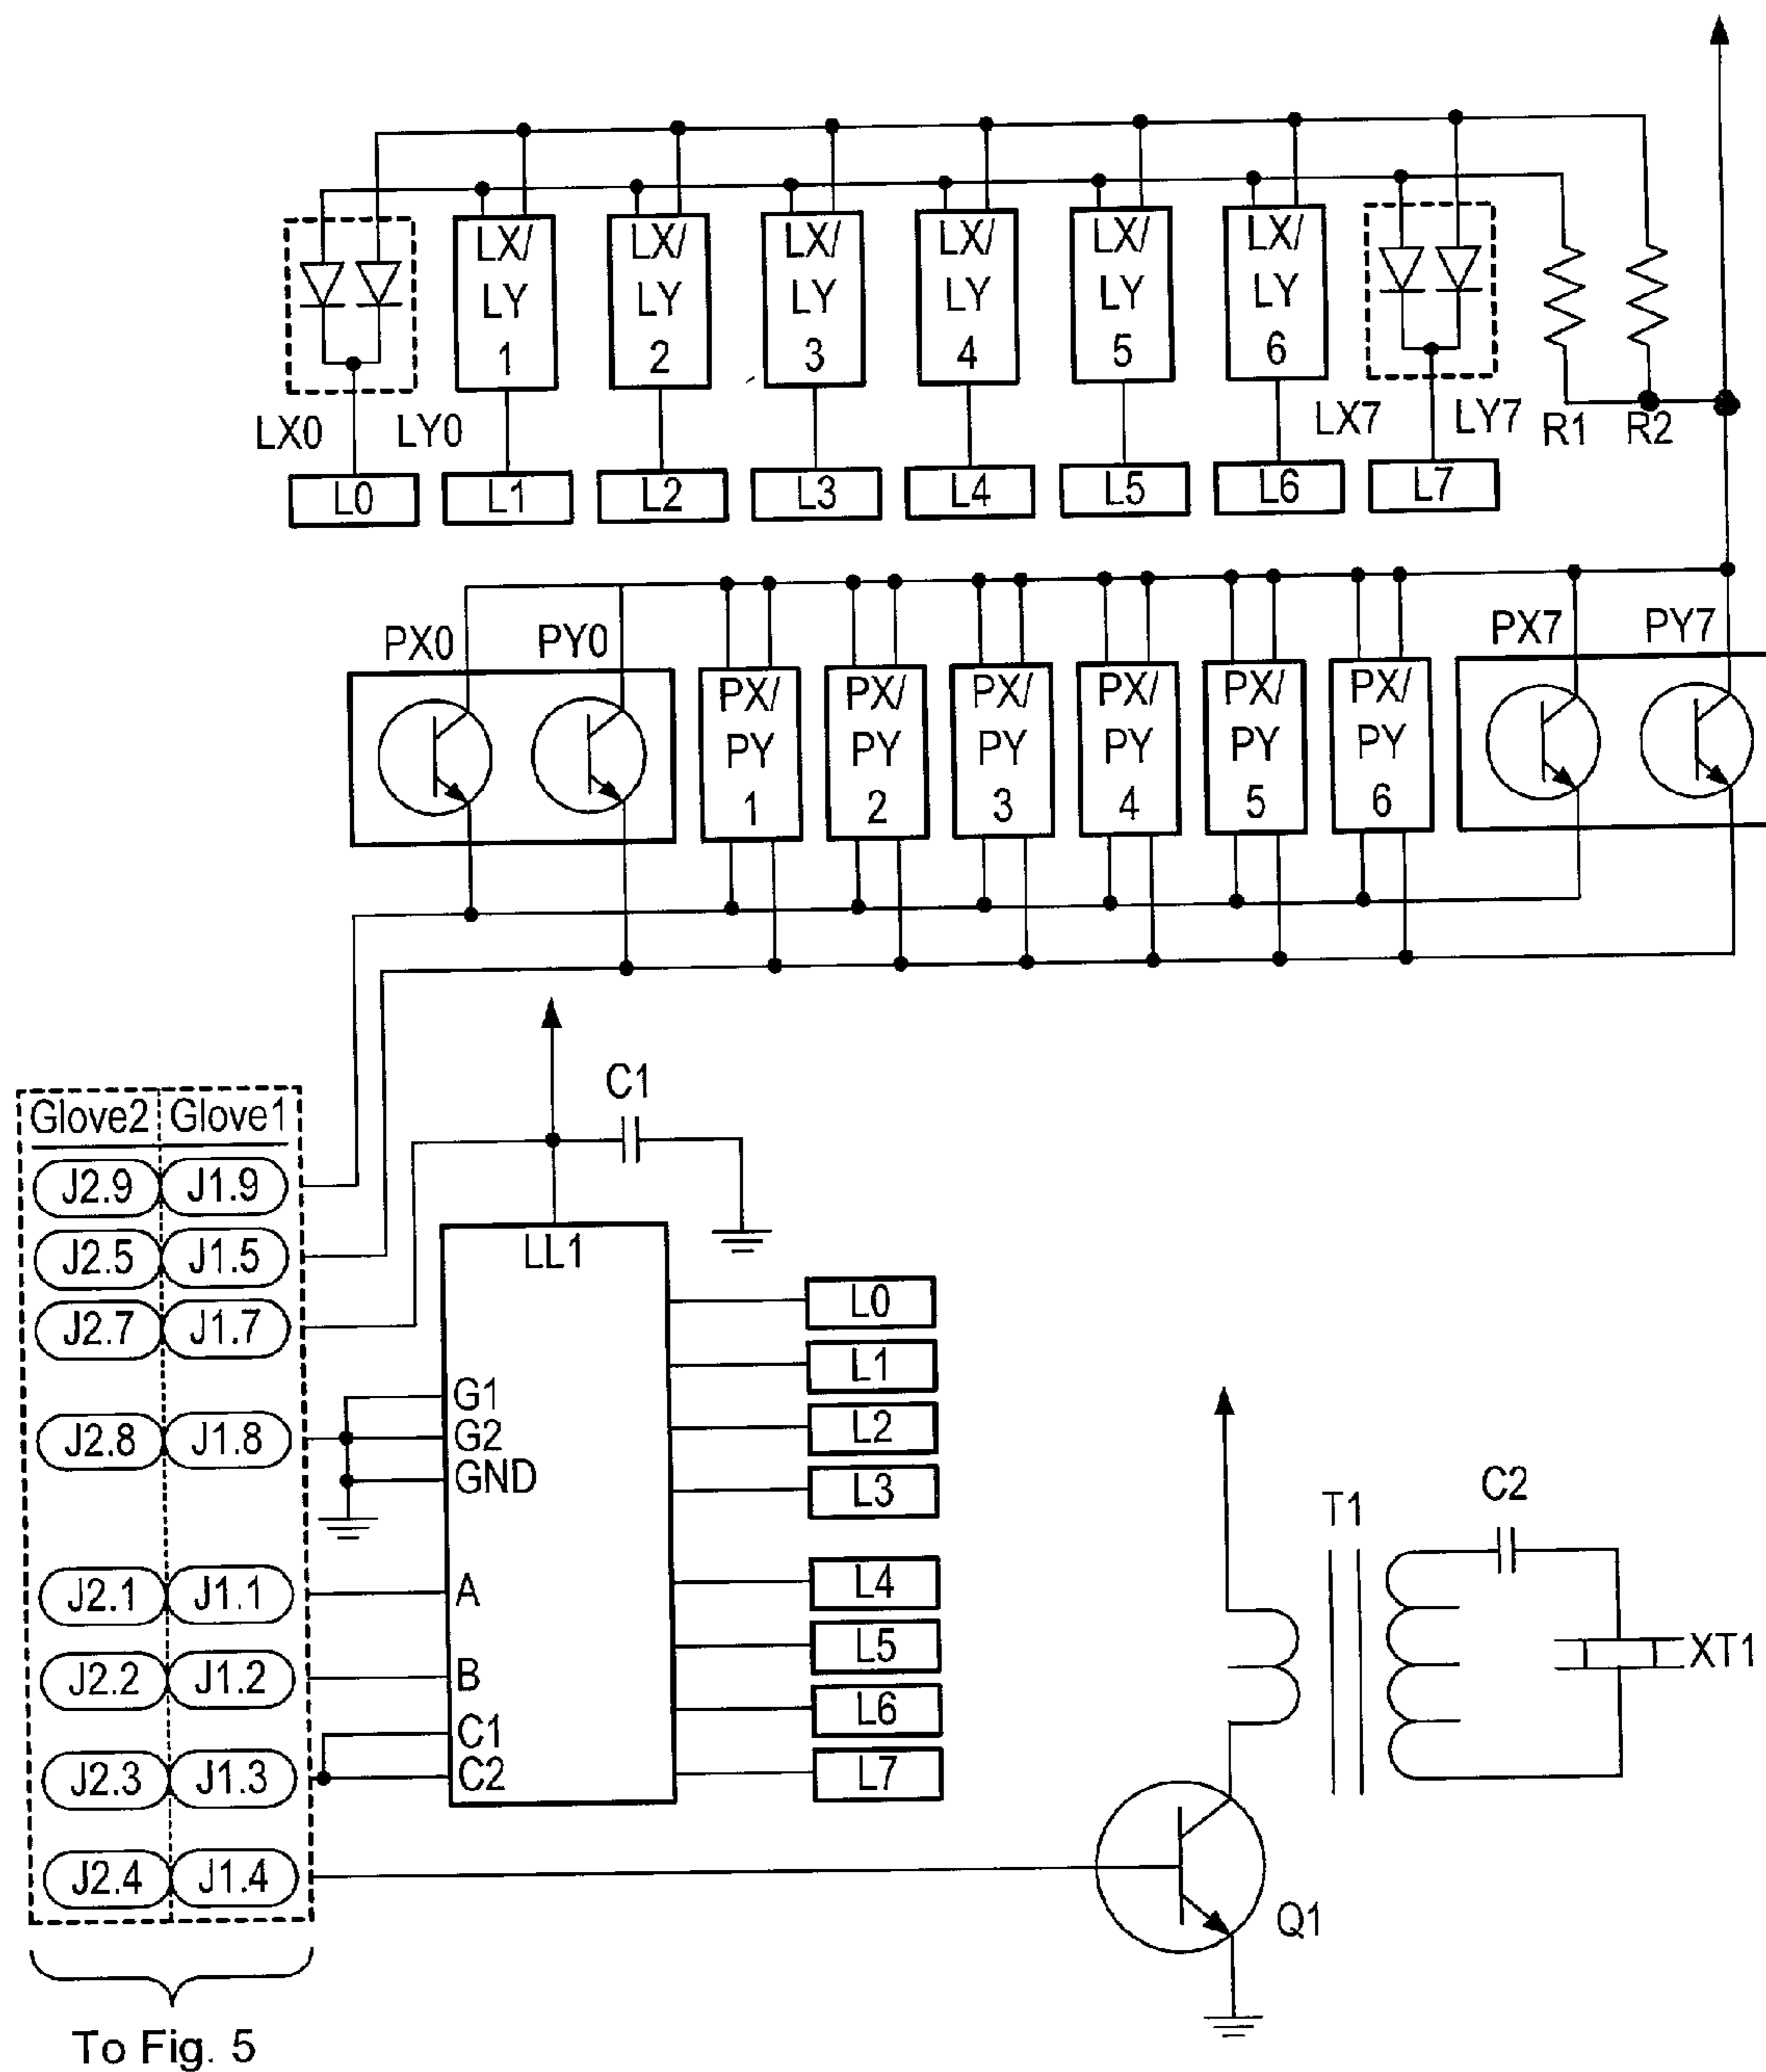 LX/ LX/ LX/ LX/ LX/ LX/
LY LY LY LY LY LY
1 2 3 4 5 6
LX0 LY0 LX7 LY7 R1 R2
L0 L1 L2 L3 L4 L5 L6 L7
PX0 PY0 PX7 PY7
PX/ PX/ PX/ PX/ PX/ PX/
PY PY PY PY PY PY
1 2 3 4 5 6
C1
Glove2 Glove1
J2.9 J1.9
J2.5 J1.5
LL1
J2.7 J1.7
L0
L1
G1
J2.8 J1.8 G2 L2
GND L3
C2
T1
J2.1 J1.1 A L4
L5
XT1
J2.2 J1.2 B
L6
C1
J2.3 J1.3 C2 L7
J2.4 J1.4
Q1
To Fig. 5